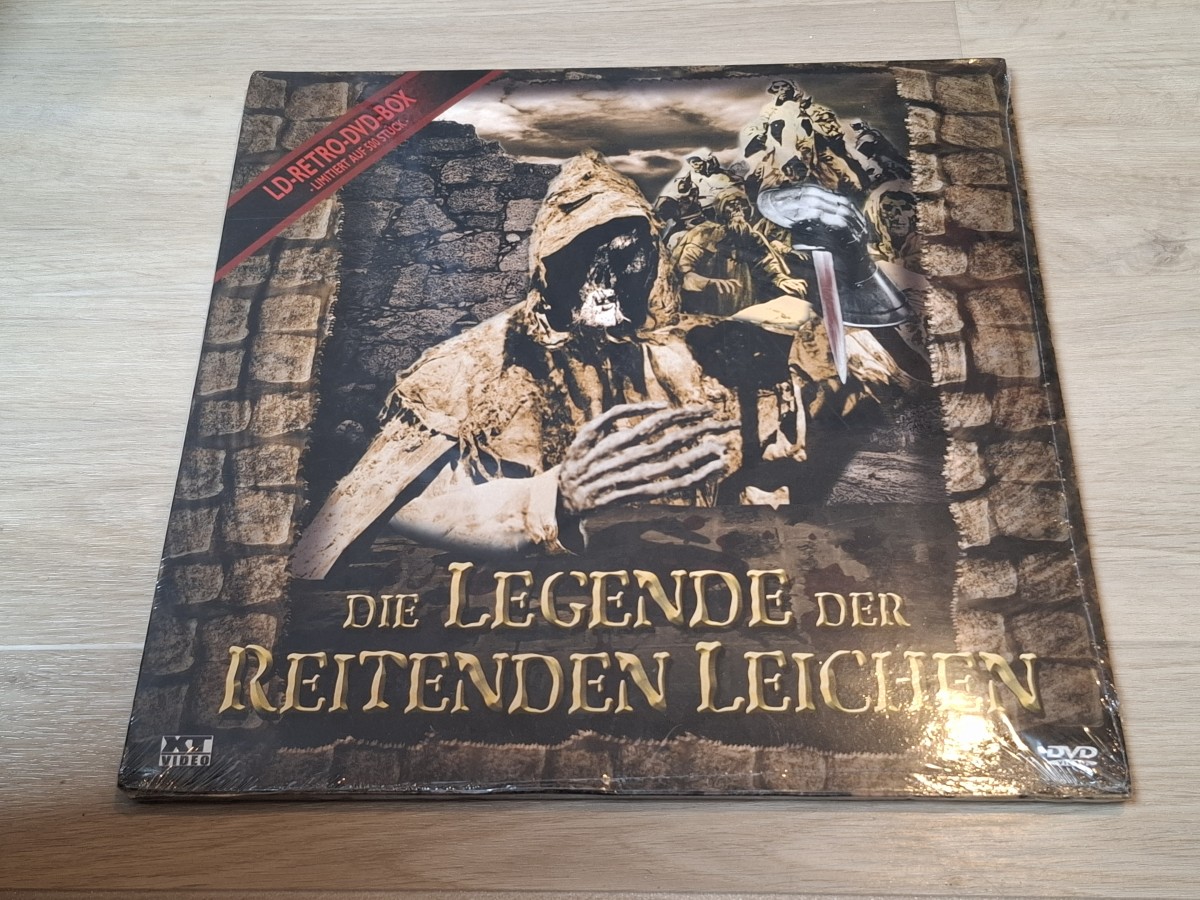 LD-RETRO-DVD-BOX
-LIMITIERT AUF 500 STÜCK-
DIE LEGENDE DER
REITENDEN LEICHEN
XT
VIDEO
DVD